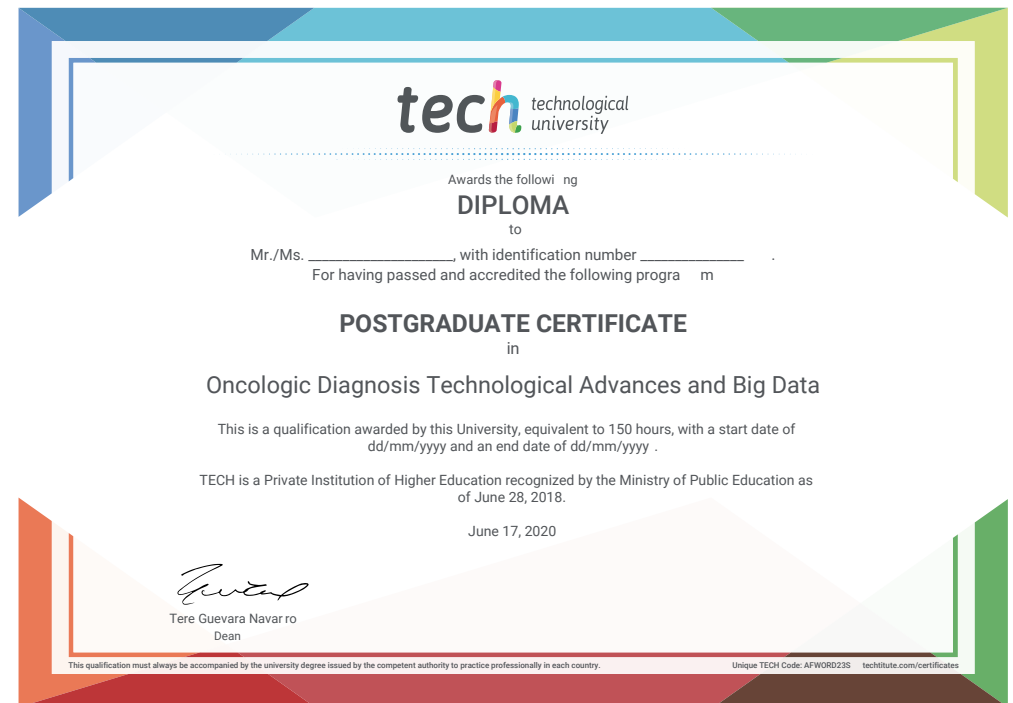 tech technological
university
Awards the followi ng
DIPLOMA
to
Mr./Ms. ____________________, with identification number ______________ .
For having passed and accredited the following progra m
POSTGRADUATE CERTIFICATE
in
Oncologic Diagnosis Technological Advances and Big Data
This is a qualification awarded by this University, equivalent to 150 hours, with a start date of
dd/mm/yyyy and an end date of dd/mm/yyyy .
TECH is a Private Institution of Higher Education recognized by the Ministry of Public Education as
of June 28, 2018.
June 17, 2020
Tere Guevara Navar ro
Dean
This qualification must always be accompanied by the university degree issued by the competent authority to practice professionally in each country.
Unique TECH Code: AFWORD23S techtitute.com/certificates